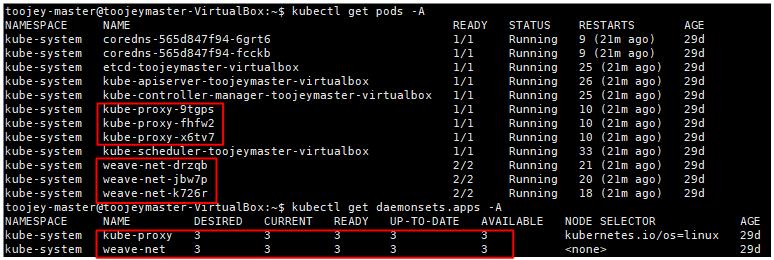 toojey-master@toojeymaster-VirtualBox:~$ kubectl get pods -A
NAMESPACE NAME READY STATUS RESTARTS AGE
kube-system coredns-565d847f94-6grt6 1/1 Running 9 (21m ago) 29d
kube-system coredns-565d847f94-fcckb 1/1 Running 9 (21m ago) 29d
kube-system etcd-toojeymaster-virtualbox 1/1 Running 25 (21m ago) 29d
kube-system kube-apiserver-toojeymaster-virtualbox 1/1 Running 26 (21m ago) 29d
kube-system kube-controller-manager-toojeymaster-virtualbox 1/1 Running 25 (21m ago) 29d
kube-system kube-proxy-9tgps 1/1 Running 10 (21m ago) 29d
kube-system kube-proxy-fhfw2 1/1 Running 10 (21m ago) 29d
kube-system kube-proxy-x6tv7 1/1 Running 10 (21m ago) 29d
kube-system kube-scheduler-toojeymaster-virtualbox 1/1 Running 33 (21m ago) 29d
kube-system weave-net-drzqb 2/2 Running 21 (21m ago) 29d
kube-system weave-net-jbw7p 2/2 Running 20 (21m ago) 29d
kube-system weave-net-k726r 2/2 Running 18 (21m ago) 29d
toojey-master@toojeymaster-VirtualBox:~$ kubectl get daemonsets.apps -A
NAMESPACE NAME DESIRED CURRENT READY UP-TO-DATE AVAILABLE NODE SELECTOR AGE
kube-system kube-proxy 3 3 3 3 3 kubernetes.io/os=linux 29d
kube-system weave-net 3 3 3 3 3 <none> 29d